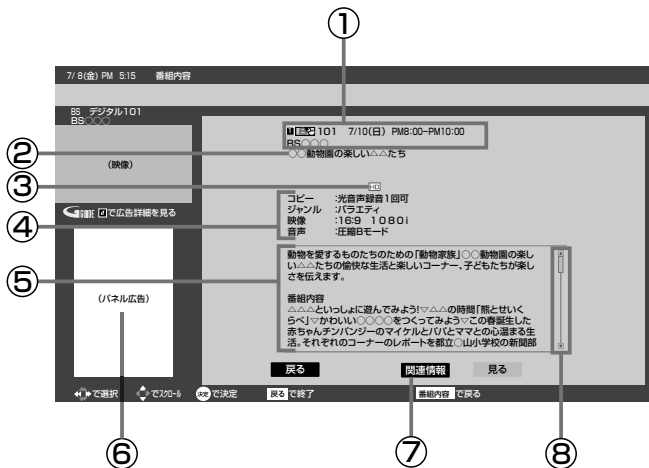 ①
7/ 8(金) PM 5:15 番組内容
BS デジタル101
BS○○○
101 7/10(日) PM8:00-PM10:00
BS○○○
② ○○動物園の楽しい△△たち
(映像)
③ HD
④
コピー :光音声録音1回可
ジャンル :バラエティ
映像 :16:9 1080i
音声 :圧縮Bモード
G GUIDE dで広告詳細を見る
⑤
動物を愛するものたちのための「動物家族」○○動物園の楽し
い△△たちの愉快な生活と楽しいコーナー、子どもたちが楽し
さを伝えます。
番組内容
△△△といっしょに遊んでみよう!▽△△の時間「熊とせいく
らべ」▽かわいい○○○○をつくってみよう▽この春誕生した
赤ちゃんチンパンジーのマイケルとパパとママとの心温まる生
活。それぞれのコーナーのレポートを都立○山小学校の新聞部
(パネル広告)
戻る 関連情報 見る
で選択 でスクロール 決定 で決定 戻る で終了 番組内容 で戻る
⑥ ⑦ ⑧